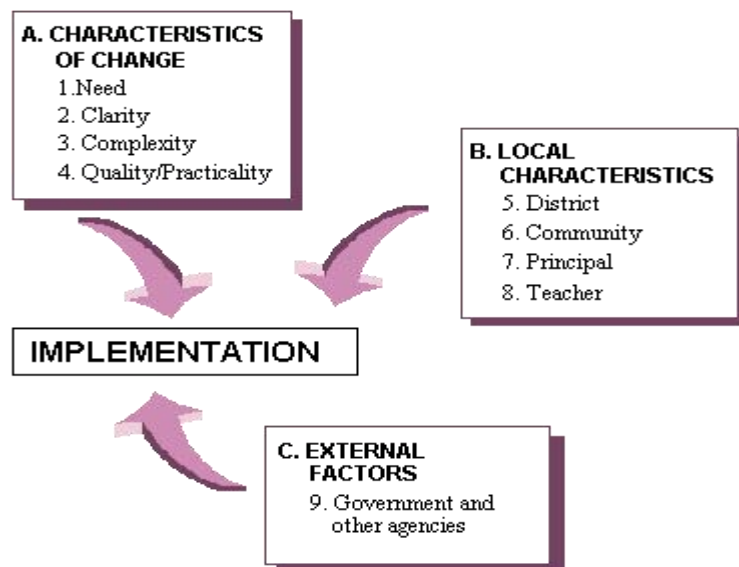 A. CHARACTERISTICS
OF CHANGE
1.Need
2. Clarity
3. Complexity
4. Quality/Practicality
B. LOCAL
CHARACTERISTICS
5. District
6. Community
7. Principal
8. Teacher
IMPLEMENTATION
C. EXTERNAL
FACTORS
9. Government and
other agencies